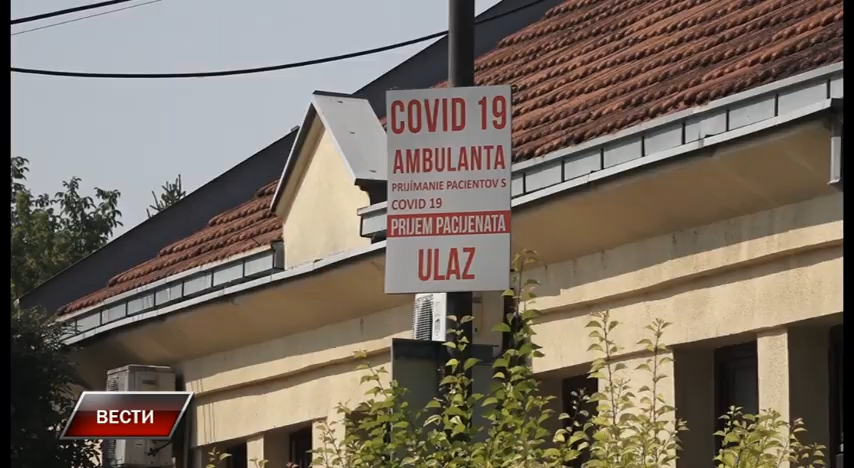 COVID 19
AMBULANTA
PRIJÍMANIE PACIENTOV S
COVID 19
PRIJEM PACIJENATA
ULAZ
ВЕСТИ